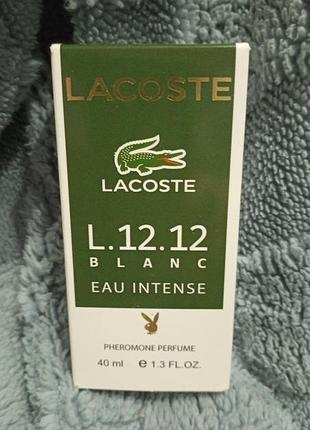 LACOSTE
LACOSTE
L.12.12
BLANC
EAU INTENSE
PHEROMONE PERFUME
40 ml e 1.3 FL.OZ.